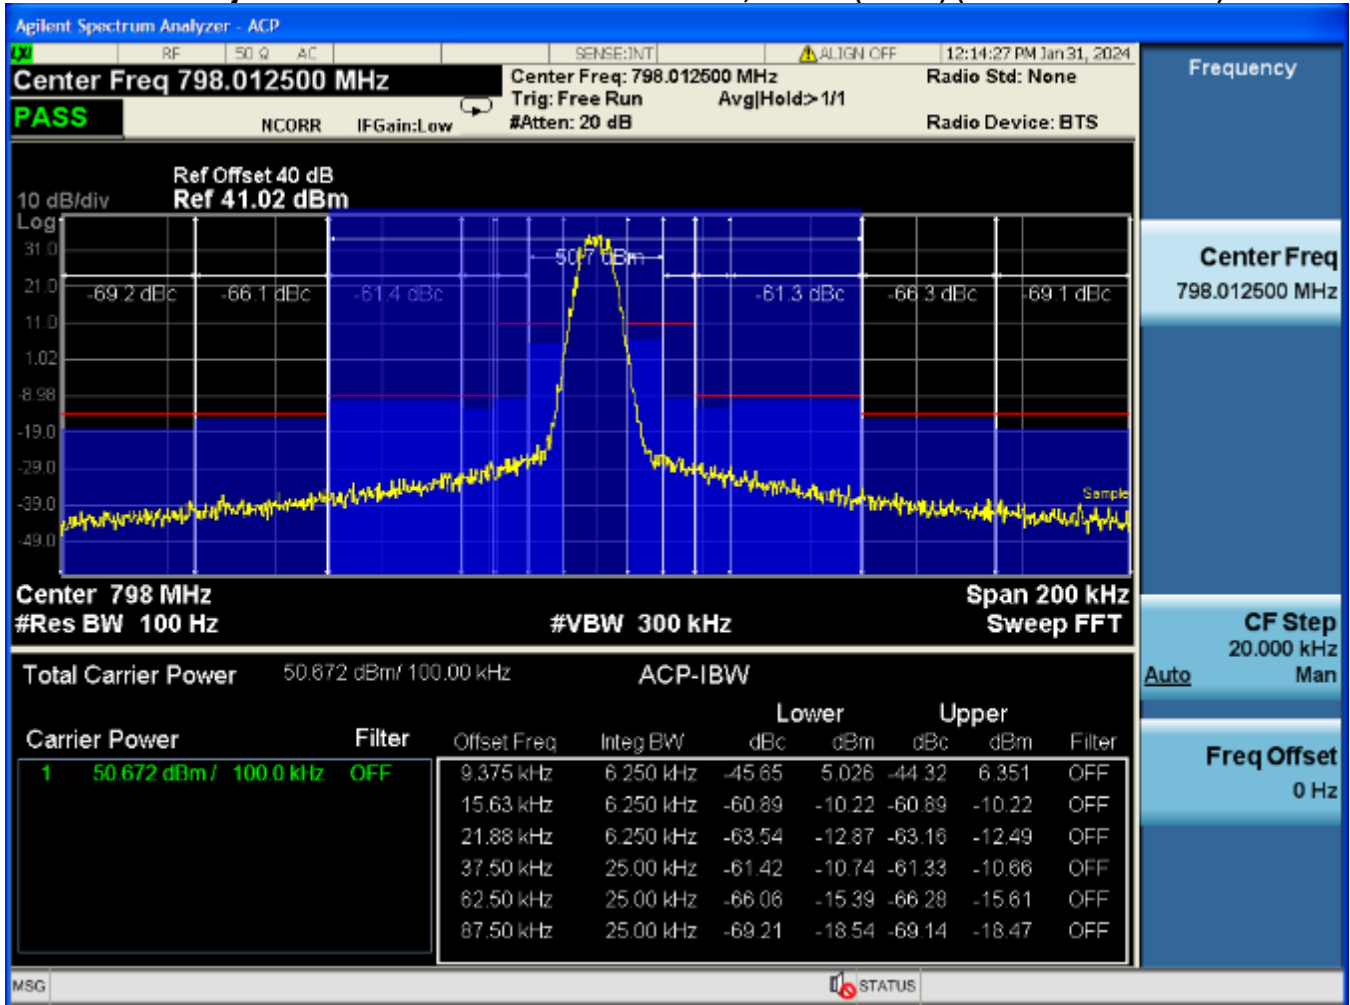 Agilent Spectrum Analyzer - ACP
LXI RF 50 Ω AC SENSE:INT ALIGN OFF 12:14:27 PM Jan 31, 2024
Center Freq 798.012500 MHz
Center Freq: 798.012500 MHz
Radio Std: None
Trig: Free Run Avg|Hold:>1/1
PASS
NCORR IFGain:Low
#Atten: 20 dB
Radio Device: BTS
Ref Offset 40 dB
10 dB/div Ref 41.02 dBm
Log
31.0
50.7 dBm
21.0
-69.2 dBc -66.1 dBc -61.4 dBc -61.3 dBc -66.3 dBc -69.1 dBc
11.0
1.02
-8.98
-19.0
-29.0
-39.0
Sample
-49.0
Center 798 MHz Span 200 kHz
#Res BW 100 Hz #VBW 300 kHz Sweep FFT
Total Carrier Power 50.672 dBm/ 100.00 kHz ACP-IBW
Lower Upper
Carrier Power Filter Offset Freq Integ BW dBc dBm dBc dBm Filter
1 50.672 dBm / 100.0 kHz OFF 9.375 kHz 6.250 kHz -45.65 5.026 -44.32 6.351 OFF
15.63 kHz 6.250 kHz -60.89 -10.22 -60.89 -10.22 OFF
21.88 kHz 6.250 kHz -63.54 -12.87 -63.16 -12.49 OFF
37.50 kHz 25.00 kHz -61.42 -10.74 -61.33 -10.66 OFF
62.50 kHz 25.00 kHz -66.06 -15.39 -66.28 -15.61 OFF
87.50 kHz 25.00 kHz -69.21 -18.54 -69.14 -18.47 OFF
MSG STATUS
Frequency
Center Freq
798.012500 MHz
CF Step
20.000 kHz
Auto Man
Freq Offset
0 Hz